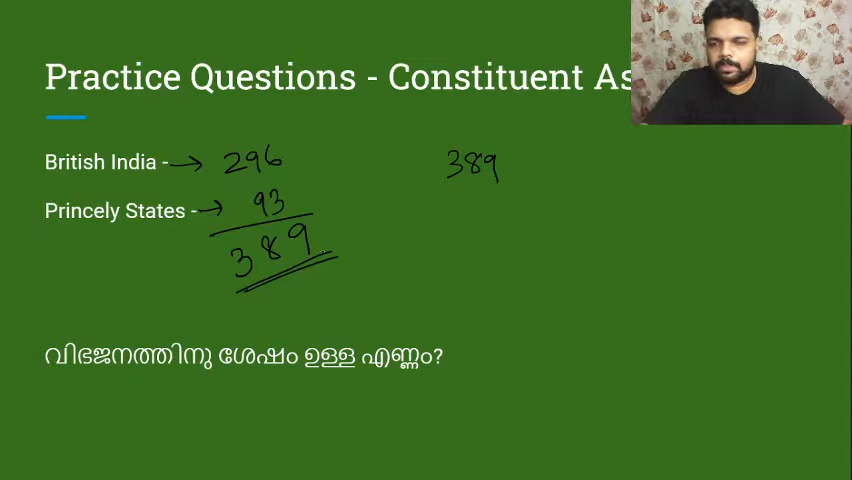 Practice Questions - Constituent As
British India - → 296
389
Princely States - → 93
389
വിഭജനത്തിനു ശേഷം ഉള്ള എണ്ണം?